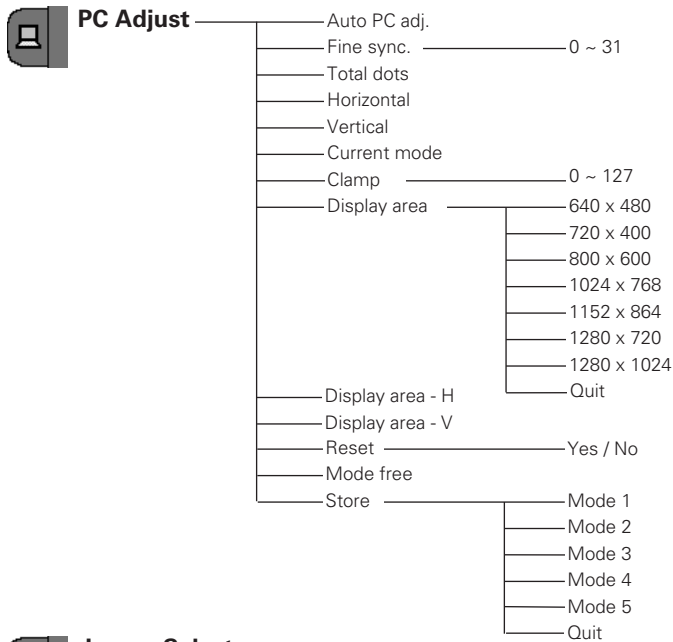 PC Adjust
Auto PC adj.
Fine sync. 0 ~ 31
Total dots
Horizontal
Vertical
Current mode
Clamp 0 ~ 127
Display area 640 x 480
720 x 400
800 x 600
1024 x 768
1152 x 864
1280 x 720
1280 x 1024
Quit
Display area - H
Display area - V
Reset Yes / No
Mode free
Store Mode 1
Mode 2
Mode 3
Mode 4
Mode 5
Quit